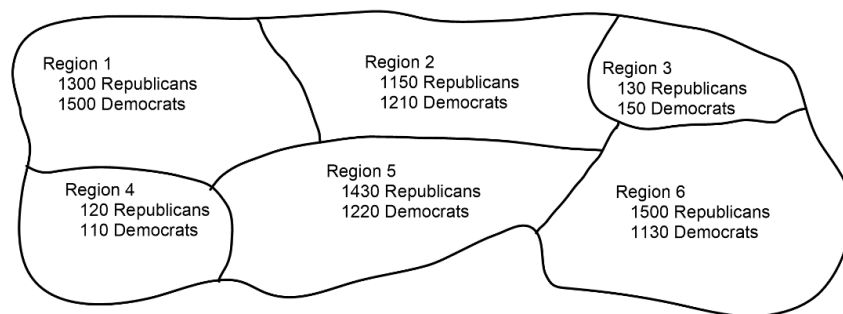 Region 1
1300 Republicans
1500 Democrats
Region 2
1150 Republicans
1210 Democrats
Region 3
130 Republicans
150 Democrats
Region 4
120 Republicans
110 Democrats
Region 5
1430 Republicans
1220 Democrats
Region 6
1500 Republicans
1130 Democrats